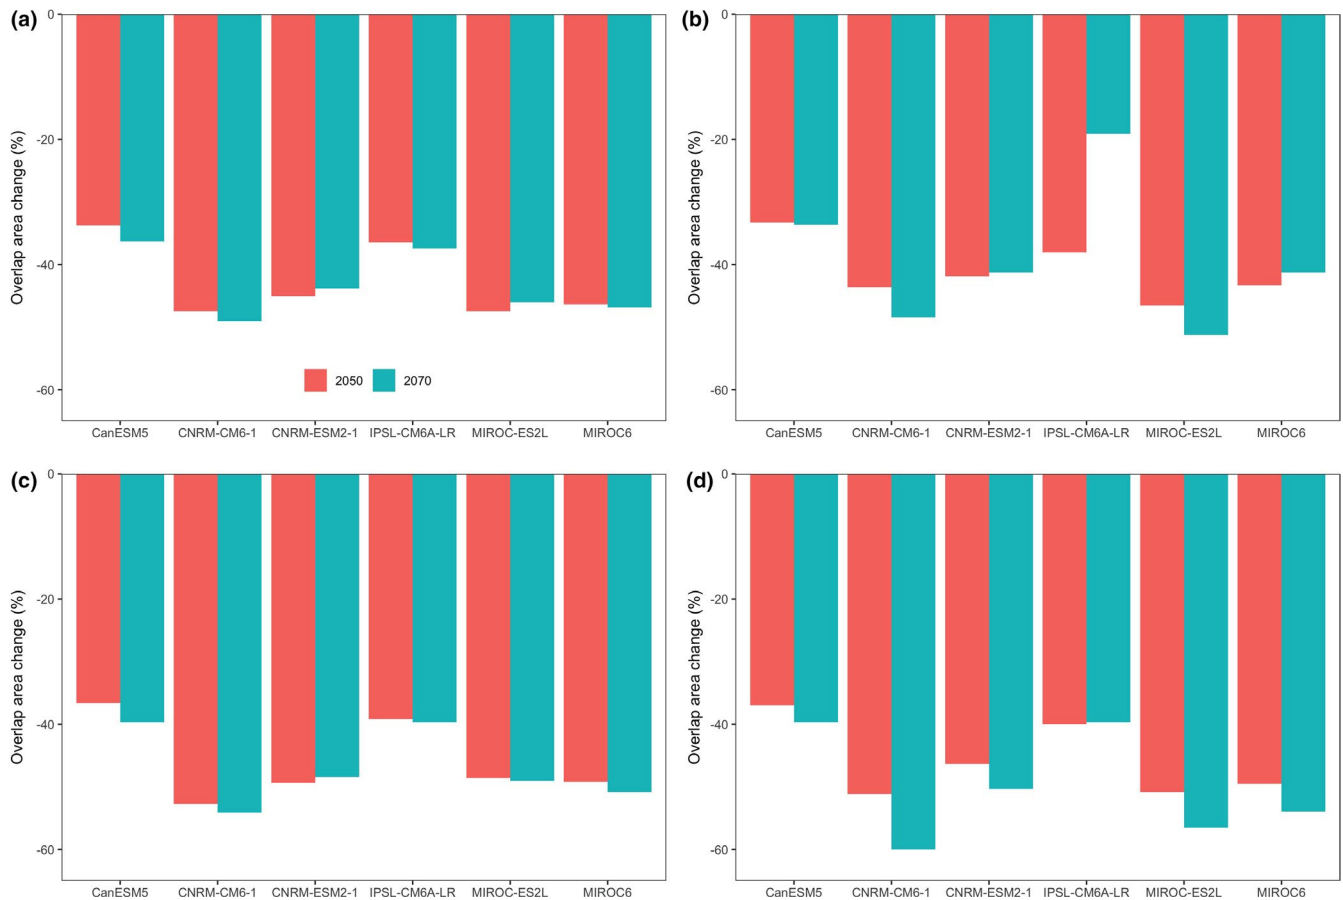 (a)
Overlap area change (%)
0
-20
-40
-60
2050 2070
CanESM5 CNRM-CM6-1 CNRM-ESM2-1 IPSL-CM6A-LR MIROC-ES2L MIROC6
(b)
Overlap area change (%)
0
-20
-40
-60
CanESM5 CNRM-CM6-1 CNRM-ESM2-1 IPSL-CM6A-LR MIROC-ES2L MIROC6
(c)
Overlap area change (%)
0
-20
-40
-60
CanESM5 CNRM-CM6-1 CNRM-ESM2-1 IPSL-CM6A-LR MIROC-ES2L MIROC6
(d)
Overlap area change (%)
0
-20
-40
-60
CanESM5 CNRM-CM6-1 CNRM-ESM2-1 IPSL-CM6A-LR MIROC-ES2L MIROC6